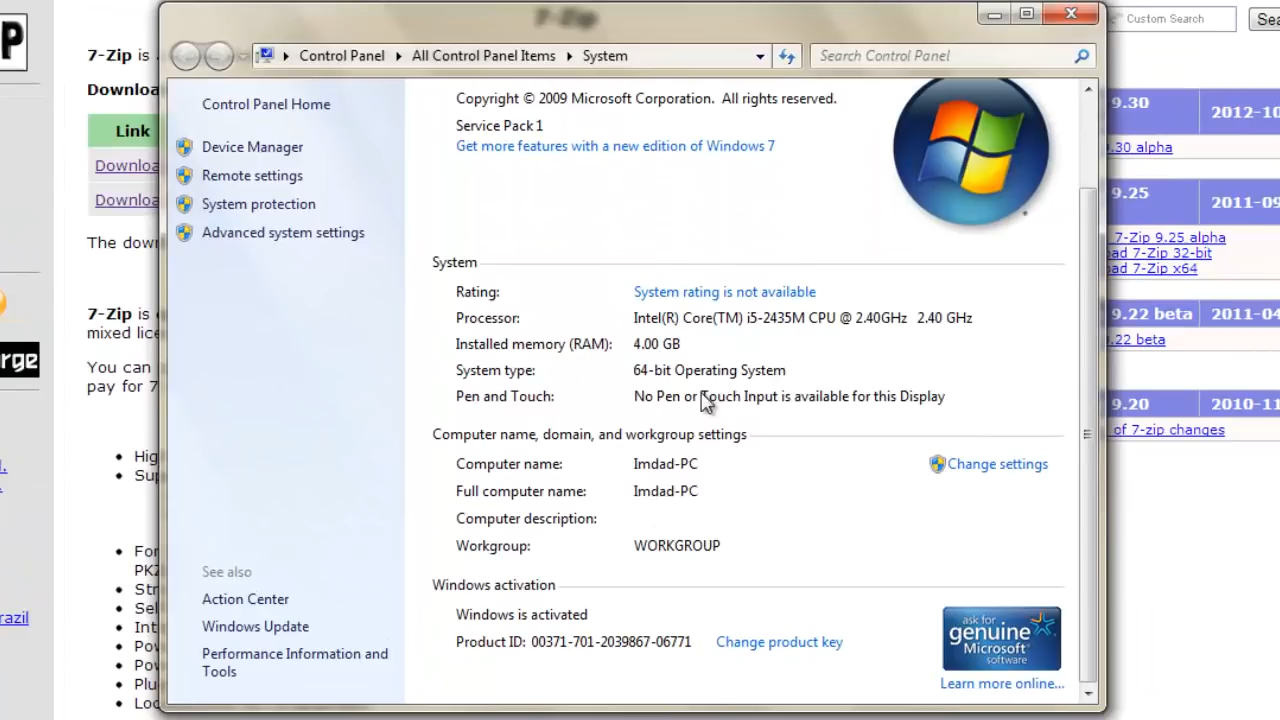 7-Zip
Control Panel
All Control Panel Items
System
Search Control Panel
Control Panel Home
Device Manager
Remote settings
System protection
Advanced system settings
See also
Action Center
Windows Update
Performance Information and
Tools
Copyright © 2009 Microsoft Corporation. All rights reserved.
Service Pack 1
Get more features with a new edition of Windows 7
System
Rating: System rating is not available
Processor: Intel(R) Core(TM) i5-2435M CPU @ 2.40GHz 2.40 GHz
Installed memory (RAM): 4.00 GB
System type: 64-bit Operating System
Pen and Touch: No Pen or Touch Input is available for this Display
Computer name, domain, and workgroup settings
Computer name: Imdad-PC
Change settings
Full computer name: Imdad-PC
Computer description:
Workgroup: WORKGROUP
Windows activation
Windows is activated
Product ID: 00371-701-2039867-06771 Change product key
ask for
genuine
Microsoft
software
Learn more online...
P
arge
razil
7-Zip is
Link
The
7-Zip is
You can
pay for 7
Custom Search
9.30 2012-10
9.30 alpha
9.25 2011-09
7-Zip 9.25 alpha
7-Zip 32-bit
7-Zip x64
9.22 beta 2011-04
.22 beta
9.20 2010-11
of 7-zip changes